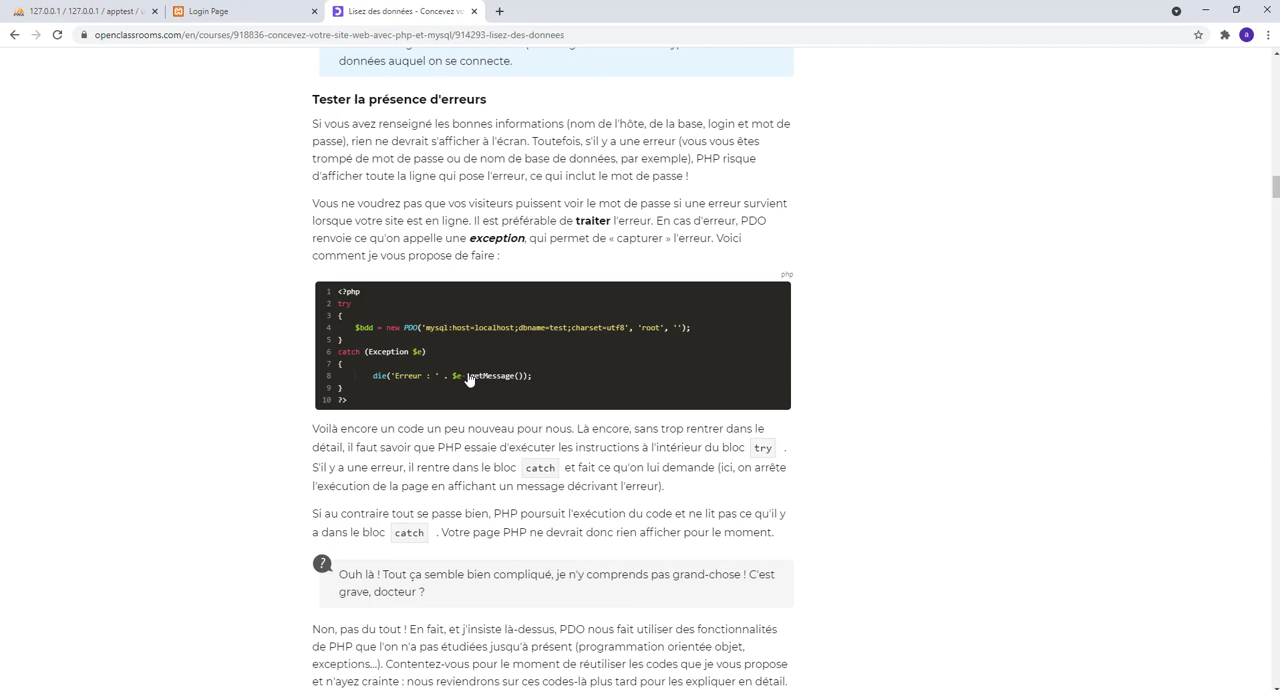 127.0.0.1 / 127.0.0.1 / apptest / u
Login Page
Lisez des données - Concevez vo
openclassrooms.com/en/courses/918836-concevez-votre-site-web-avec-php-et-mysql/914293-lisez-des-donnees
a
données auquel on se connecte.
Tester la présence d'erreurs
Si vous avez renseigné les bonnes informations (nom de l'hôte, de la base, login et mot de
passe), rien ne devrait s'afficher à l'écran. Toutefois, s'il y a une erreur (vous vous êtes
trompé de mot de passe ou de nom de base de données, par exemple), PHP risque
d'afficher toute la ligne qui pose l'erreur, ce qui inclut le mot de passe !
Vous ne voudrez pas que vos visiteurs puissent voir le mot de passe si une erreur survient
lorsque votre site est en ligne. Il est préférable de traiter l'erreur. En cas d'erreur, PDO
renvoie ce qu'on appelle une exception, qui permet de « capturer » l'erreur. Voici
comment je vous propose de faire :
php
1 <?php
2 try
3 {
4 $bdd = new PDO('mysql:host=localhost;dbname=test;charset=utf8', 'root', '');
5 }
6 catch (Exception $e)
7 {
8 die('Erreur : ' . $e getMessage());
9 }
10 ?>
Voilà encore un code un peu nouveau pour nous. Là encore, sans trop rentrer dans le
détail, il faut savoir que PHP essaie d'exécuter les instructions à l'intérieur du bloc try .
S'il y a une erreur, il rentre dans le bloc catch et fait ce qu'on lui demande (ici, on arrête
l'exécution de la page en affichant un message décrivant l'erreur).
Si au contraire tout se passe bien, PHP poursuit l'exécution du code et ne lit pas ce qu'il y
a dans le bloc catch . Votre page PHP ne devrait donc rien afficher pour le moment.
?
Ouh là ! Tout ça semble bien compliqué, je n'y comprends pas grand-chose ! C'est
grave, docteur ?
Non, pas du tout ! En fait, et j'insiste là-dessus, PDO nous fait utiliser des fonctionnalités
de PHP que l'on n'a pas étudiées jusqu'à présent (programmation orientée objet,
exceptions...). Contentez-vous pour le moment de réutiliser les codes que je vous propose
et n'ayez crainte : nous reviendrons sur ces codes-là plus tard pour les expliquer en détail.